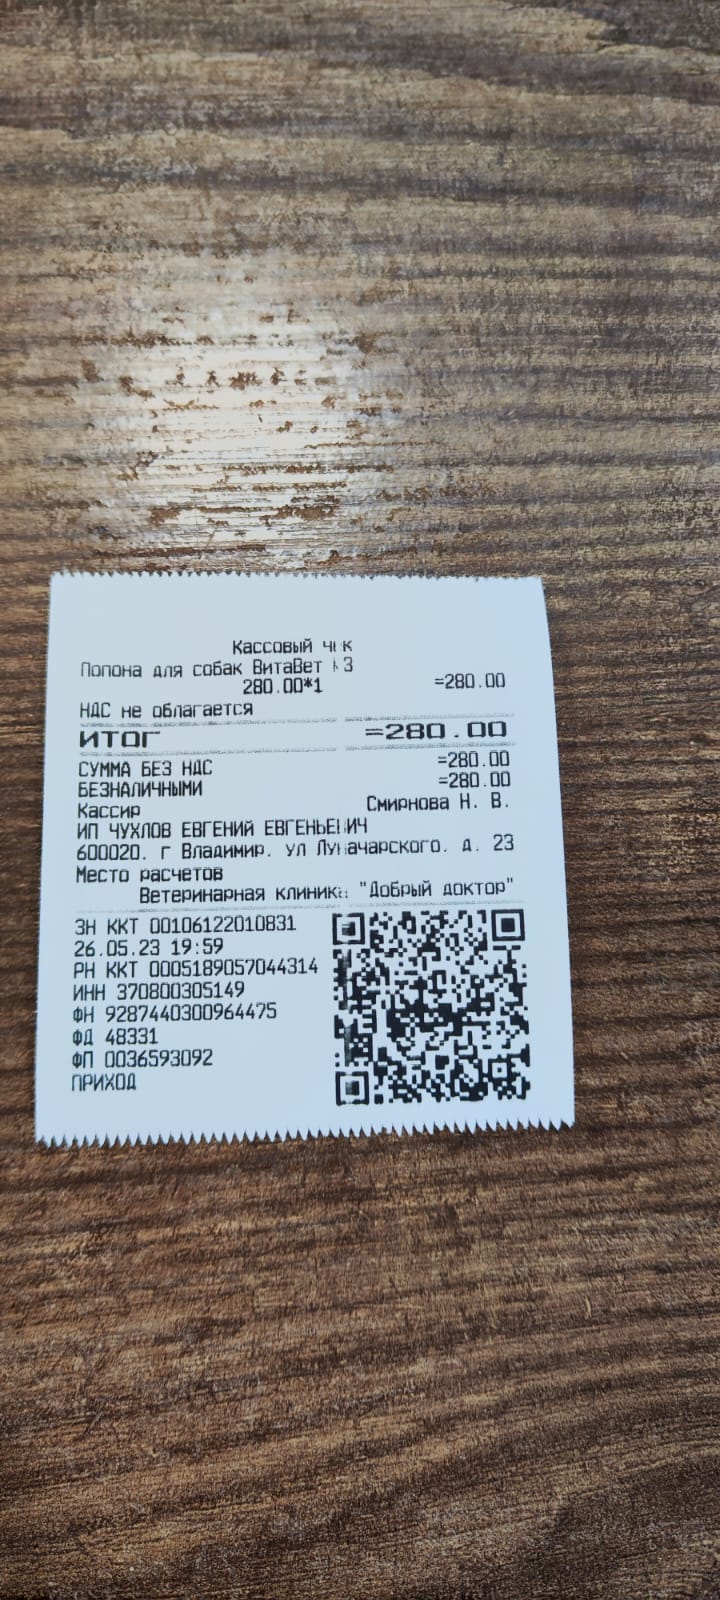 Кассовый чек
Попона для собак ВитаВет №3
280.00*1 =280.00
НДС не облагается
ИТОГ =280.00
СУММА БЕЗ НДС =280.00
БЕЗНАЛИЧНЫМИ =280.00
Кассир Смирнова Н. В.
ИП ЧУХЛОВ ЕВГЕНИЙ ЕВГЕНЬЕВИЧ
600020. г Владимир. ул Луначарского. д. 23
Место расчетов
Ветеринарная клиника "Добрый доктор"
ЗН ККТ 00106122010831
26.05.23 19:59
РН ККТ 0005189057044314
ИНН 370800305149
ФН 9287440300964475
ФД 48331
ФП 0036593092
ПРИХОД